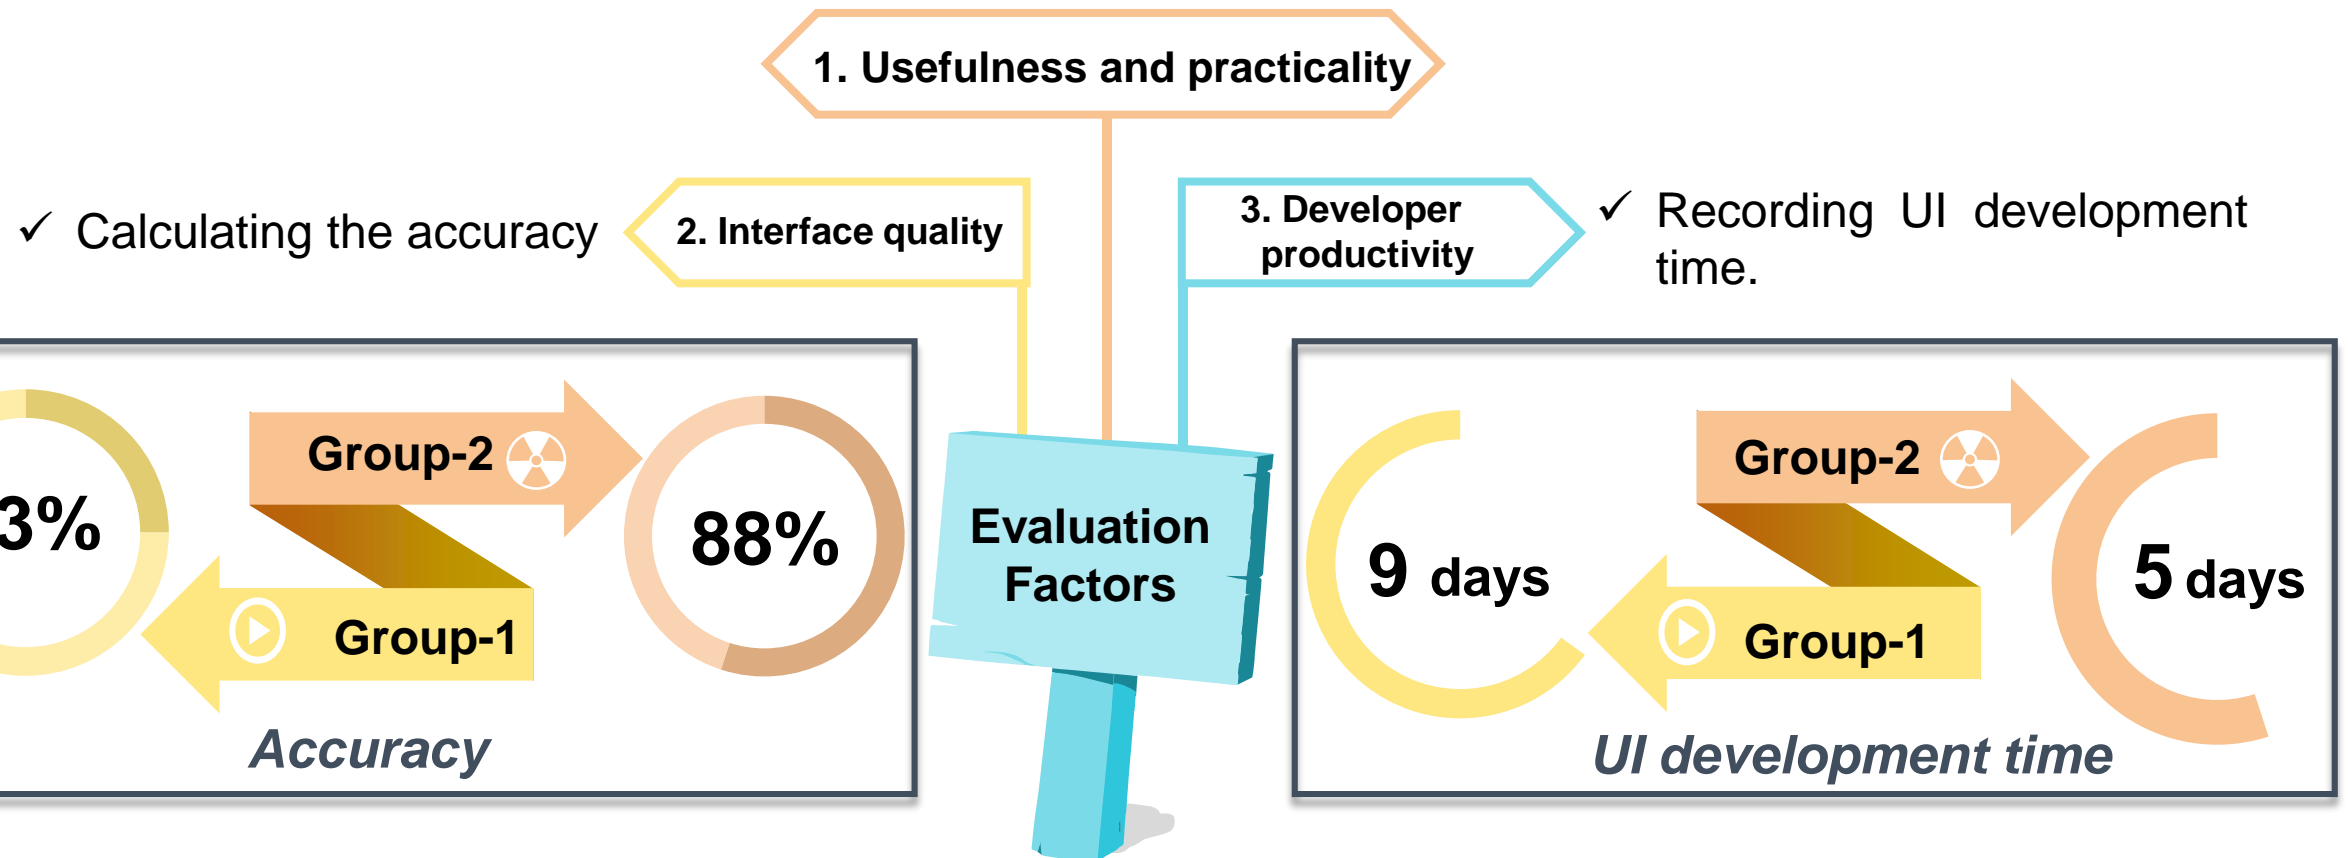 1. Usefulness and practicality
✓ Calculating the accuracy
2. Interface quality
3. Developer
productivity
✓ Recording UI development
time.
3%
Group-2
88%
Group-1
Accuracy
Evaluation
Factors
9 days
Group-2
5 days
Group-1
UI development time